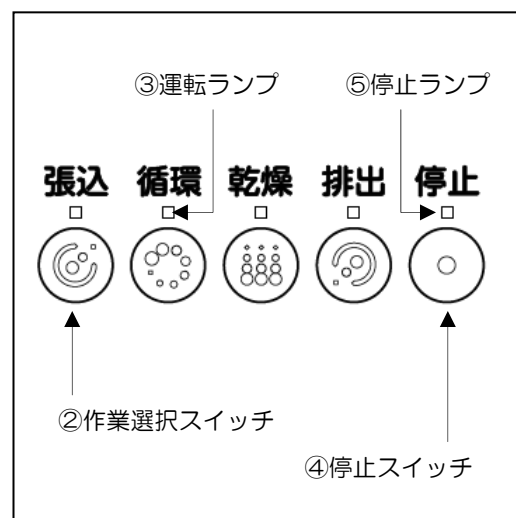 ③運転ランプ ⑤停止ランプ
張込 循環 乾燥 排出 停止
②作業選択スイッチ
④停止スイッチ